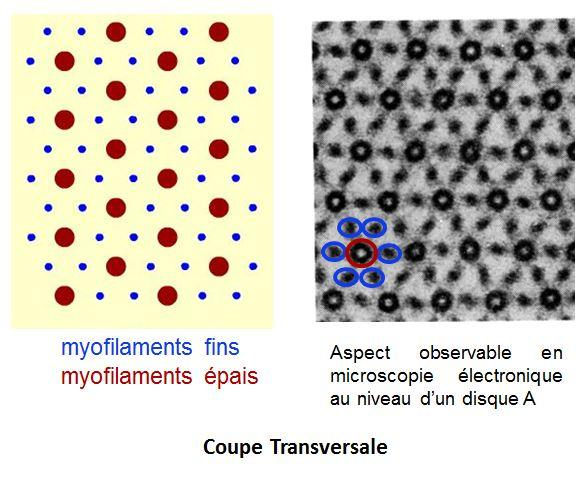 myofilaments fins
myofilaments épais
Aspect observable en
microscopie électronique
au niveau d'un disque A
Coupe Transversale